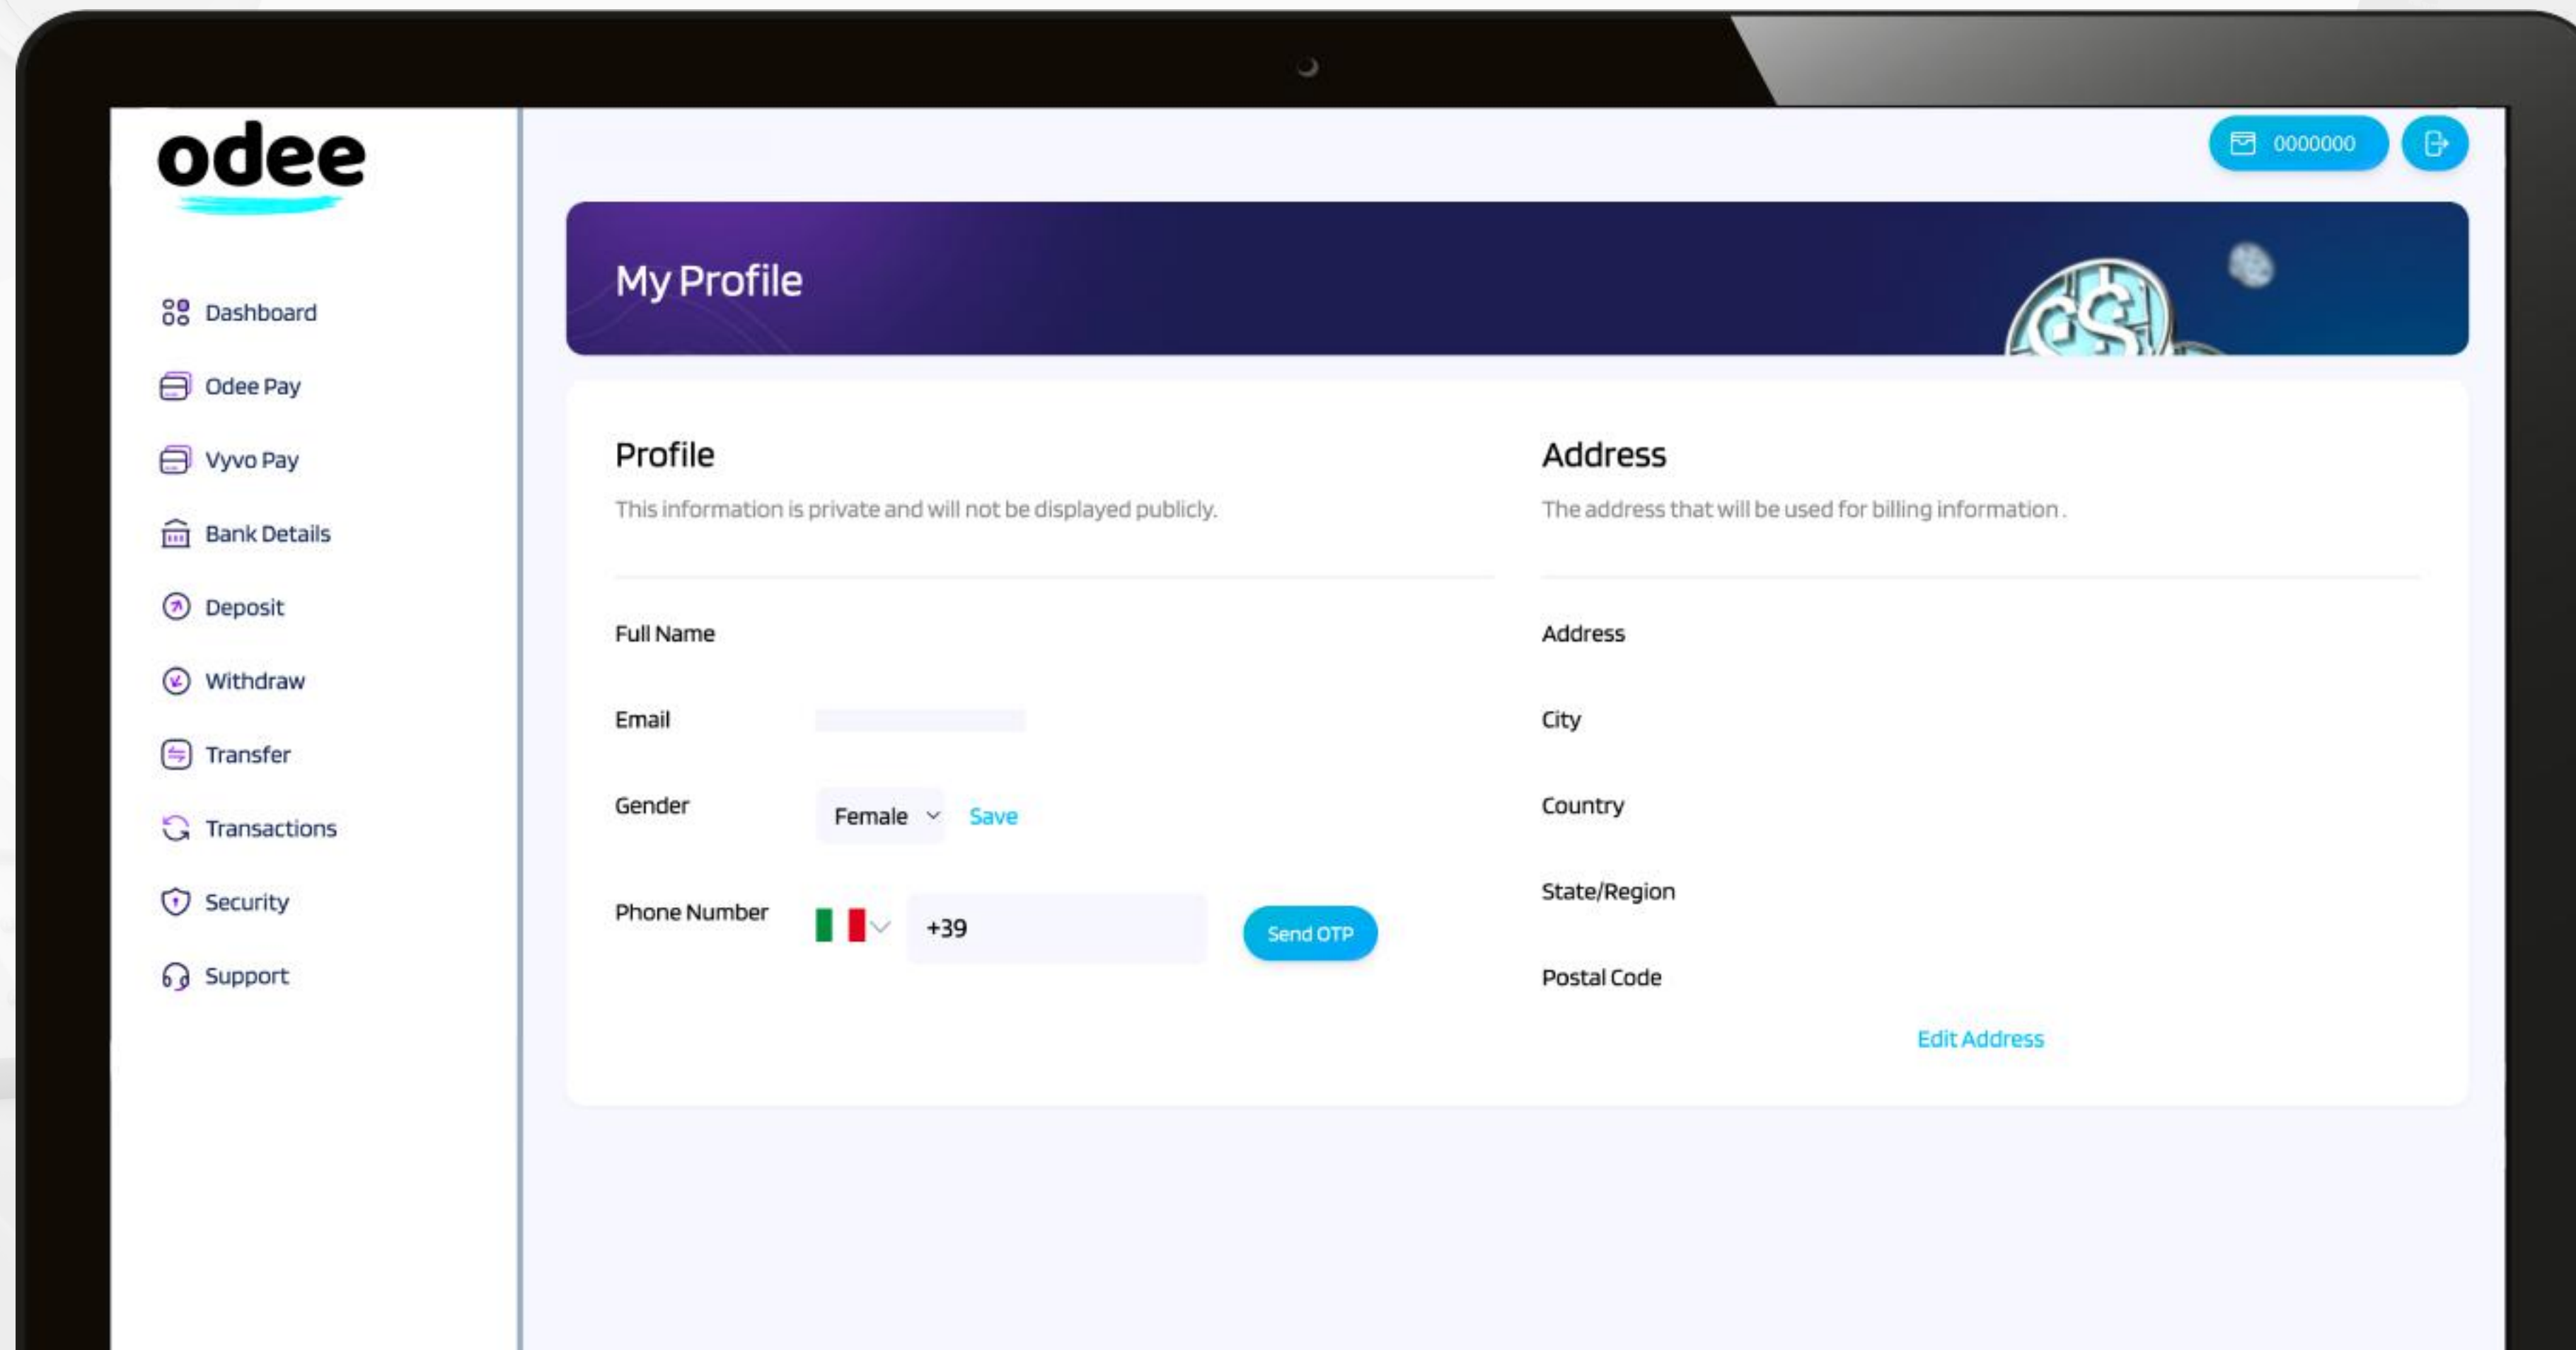 odee
0000000
My Profile
Dashboard
Odee Pay
Vyvo Pay
Bank Details
Deposit
Withdraw
Transfer
Transactions
Security
Support
Profile
This information is private and will not be displayed publicly.
Full Name
Email
Gender
Female
Save
Phone Number
+39
Send OTP
Address
The address that will be used for billing information .
Address
City
Country
State/Region
Postal Code
Edit Address